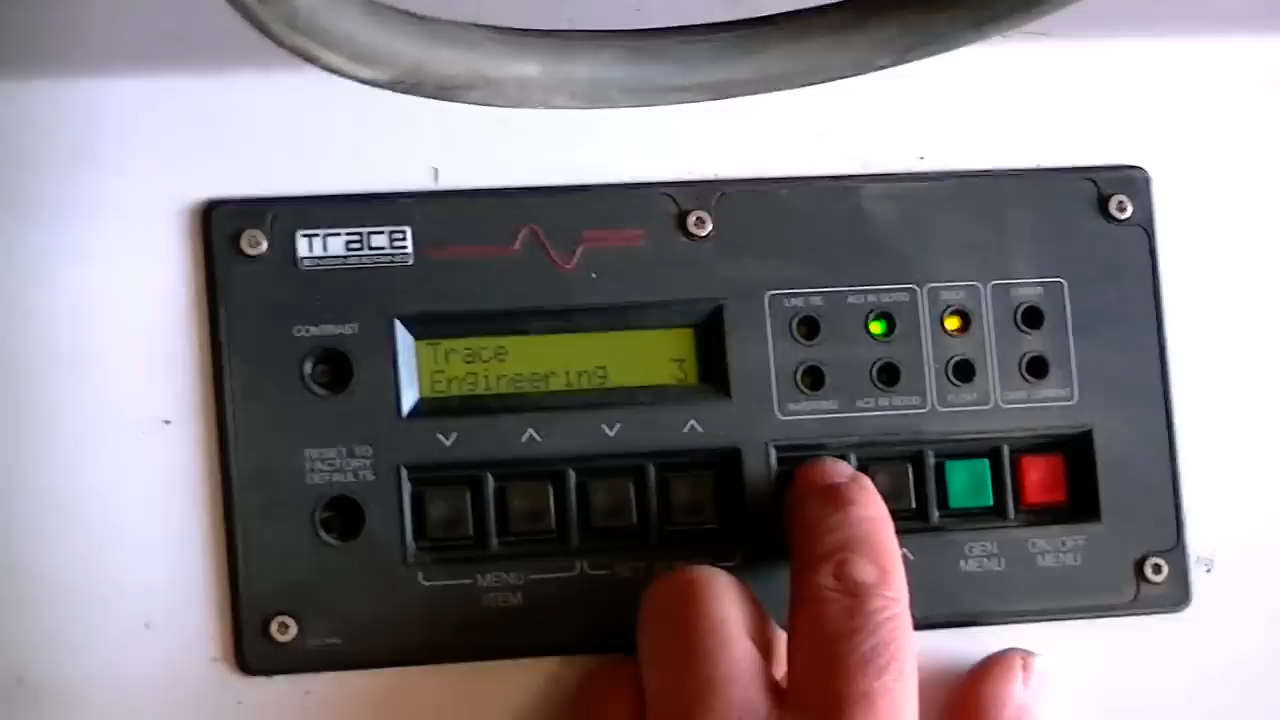 Trace
ENGINEERING
CONTRAST
LINE TIE
AC1 IN GOOD
BULK
ERROR
Trace
Engineering 3
INVERTING
AC2 IN GOOD
FLOAT
OVER CURRENT
RESET TO
FACTORY
DEFAULTS
MENU
ITEM
SET
GEN
MENU
ON/OFF
MENU